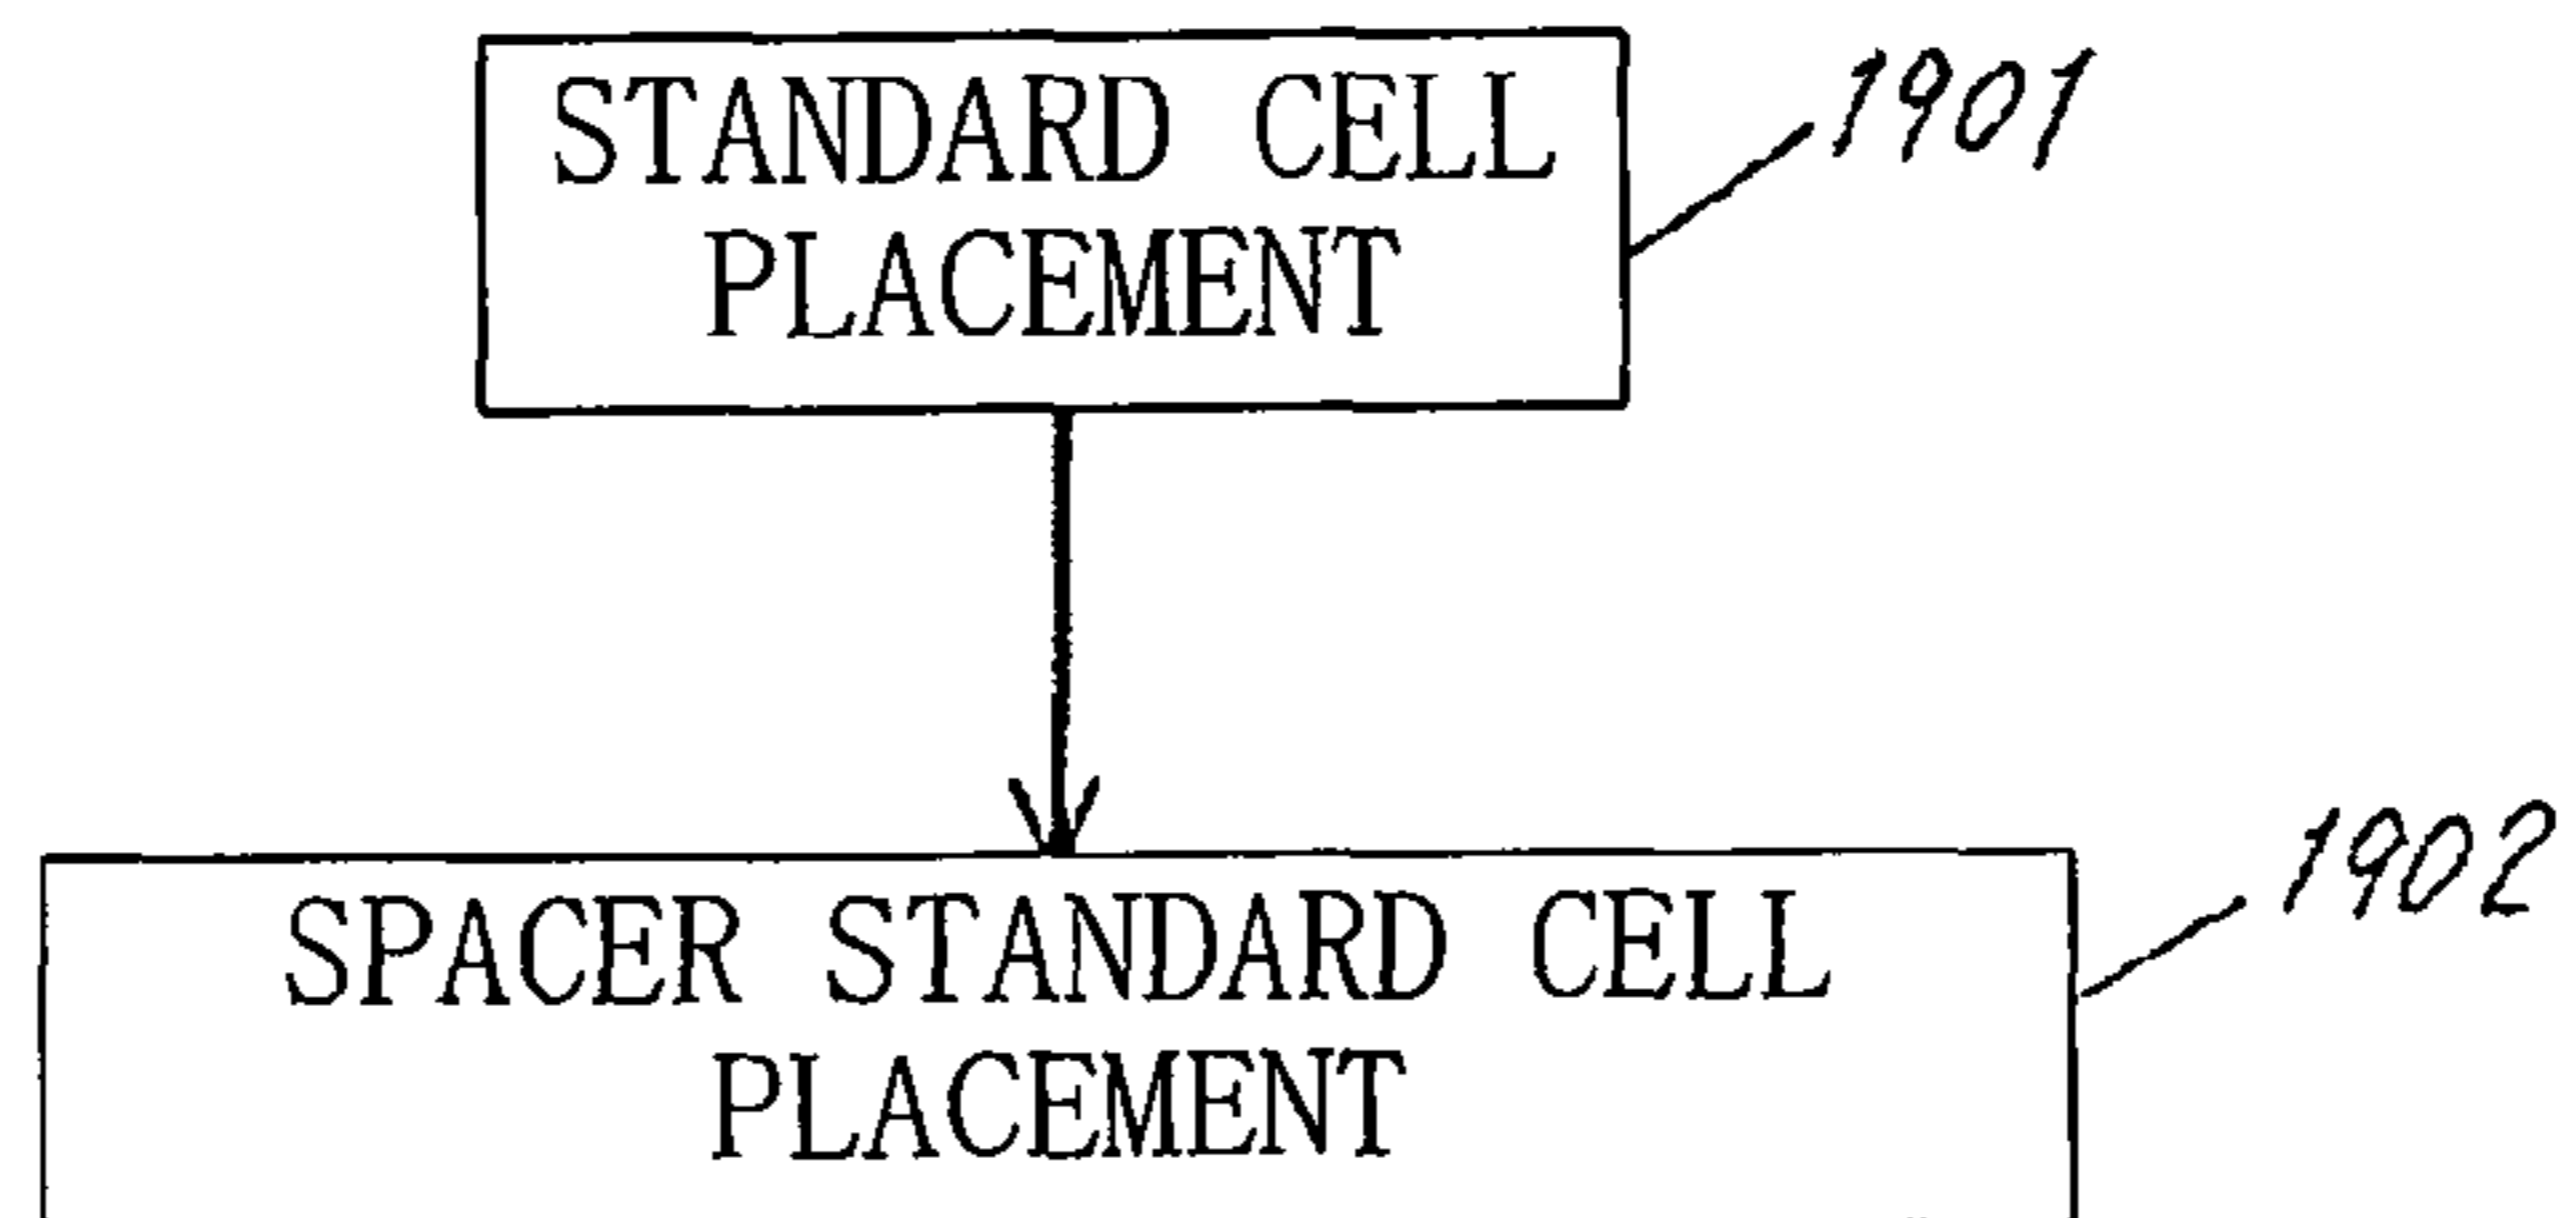 STANDARD CELL
PLACEMENT
1901
SPACER STANDARD CELL
PLACEMENT
1902